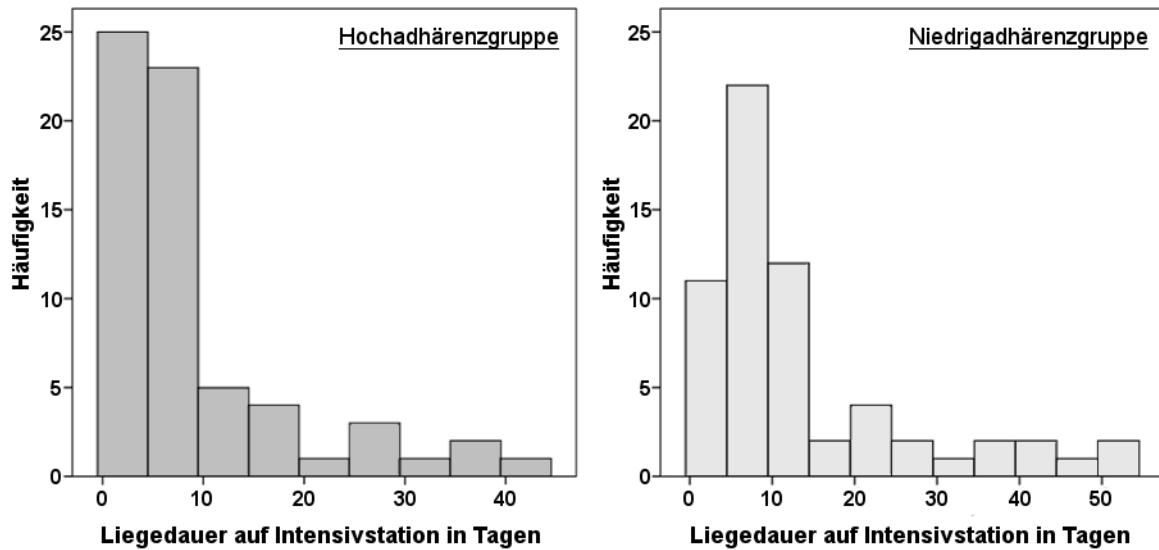 Hochadhärenzgruppe
Häufigkeit
25
20
15
10
5
0
0 10 20 30 40
Liegedauer auf Intensivstation in Tagen
Niedrigadhärenzgruppe
Häufigkeit
25
20
15
10
5
0
0 10 20 30 40 50
Liegedauer auf Intensivstation in Tagen